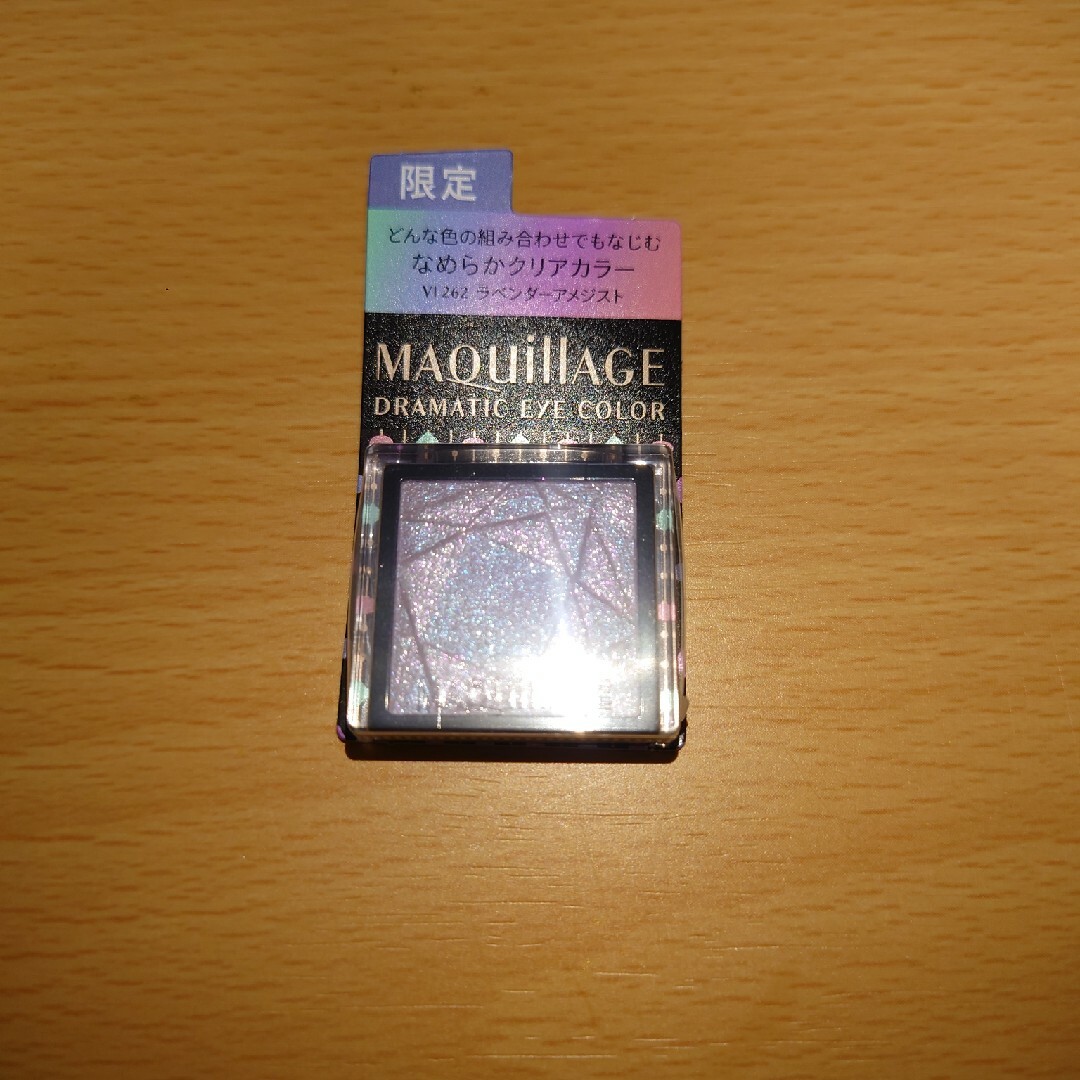 限定
どんな色の組み合わせでもなじむ
なめらかクリアカラー
VI 262 ラベンダーアメジスト
MAQuillAGE
DRAMATIC EYE COLOR